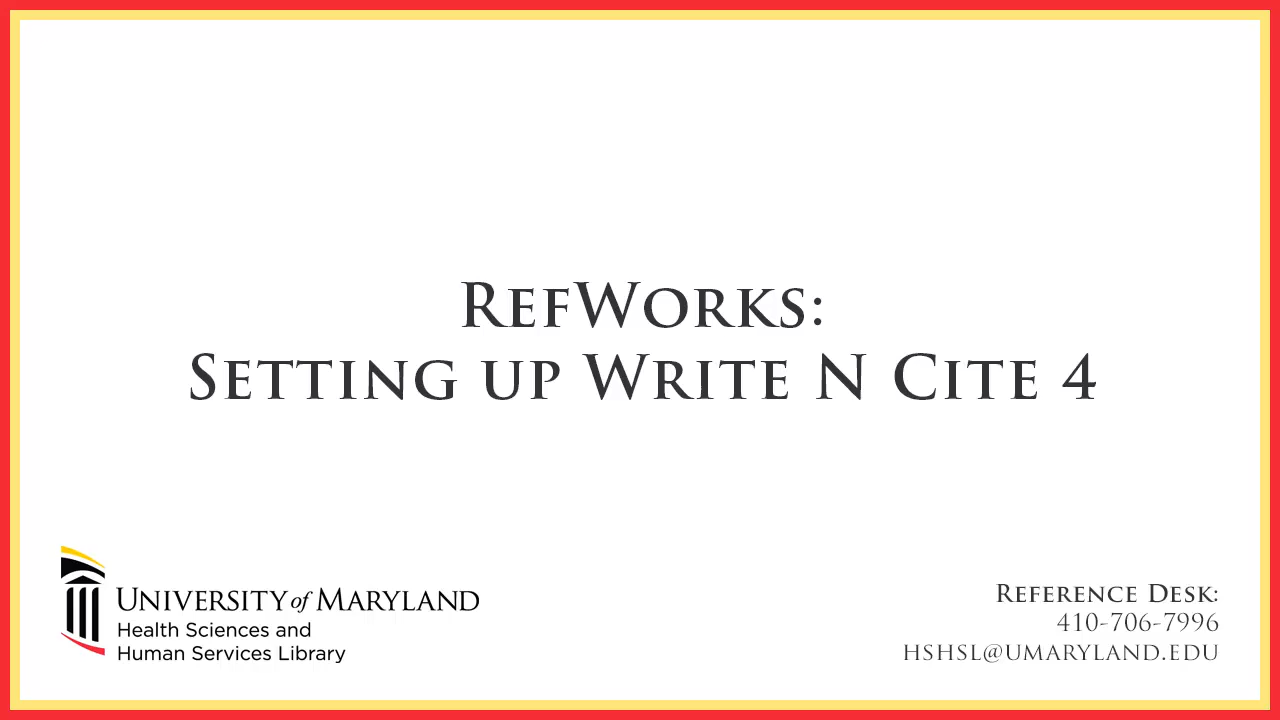 RefWorks:
Setting up Write N Cite 4
University of Maryland
Health Sciences and
Human Services Library
Reference Desk:
410-706-7996
hshsl@umaryland.edu